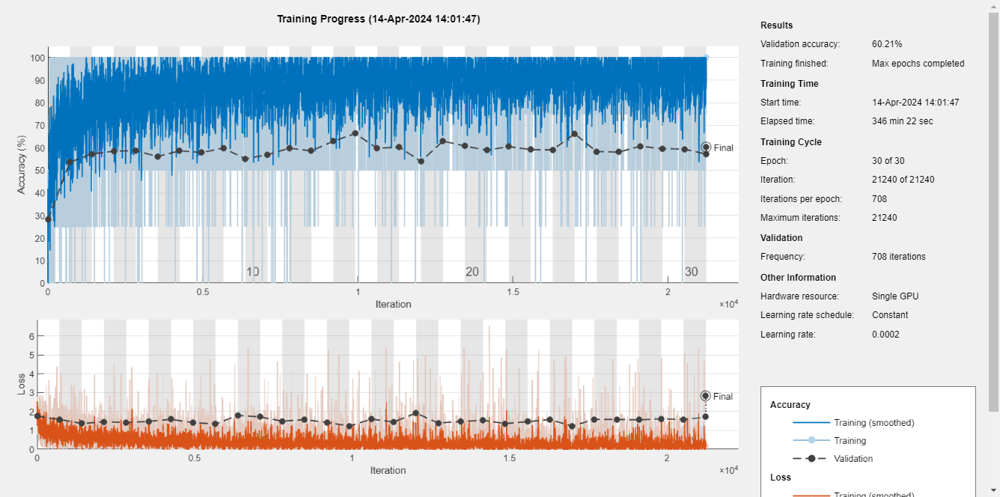 Training Progress (14-Apr-2024 14:01:47)
100
90
80
70
60
50
40
30
20
10
0
Accuracy (%)
Final
10
20
30
0
0.5
1
1.5
2
Iteration
×10⁴
6
5
4
3
2
1
0
Loss
Final
0
0.5
1
1.5
2
Iteration
×10⁴
Results
Validation accuracy: 60.21%
Training finished: Max epochs completed
Training Time
Start time: 14-Apr-2024 14:01:47
Elapsed time: 346 min 22 sec
Training Cycle
Epoch: 30 of 30
Iteration: 21240 of 21240
Iterations per epoch: 708
Maximum iterations: 21240
Validation
Frequency: 708 iterations
Other Information
Hardware resource: Single GPU
Learning rate schedule: Constant
Learning rate: 0.0002
Accuracy
Training (smoothed)
Training
Validation
Loss
Training (smoothed)